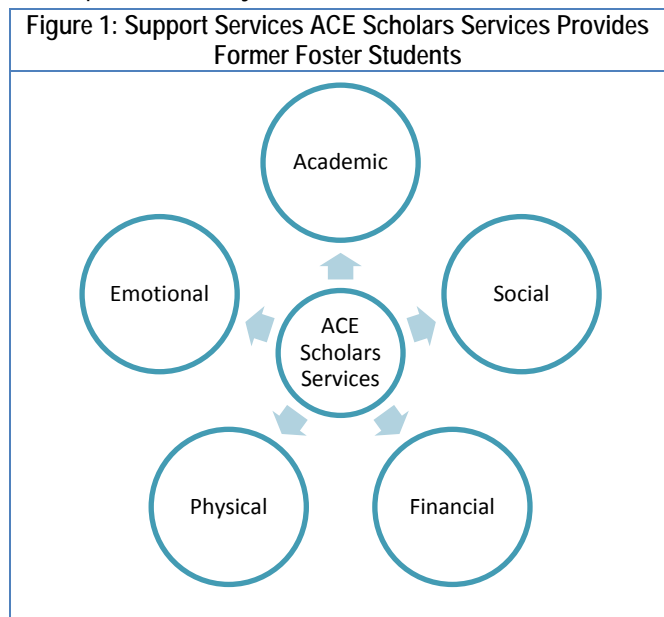 Figure 1: Support Services ACE Scholars Services Provides
Former Foster Students
Academic
Emotional
Social
ACE
Scholars
Services
Physical
Financial